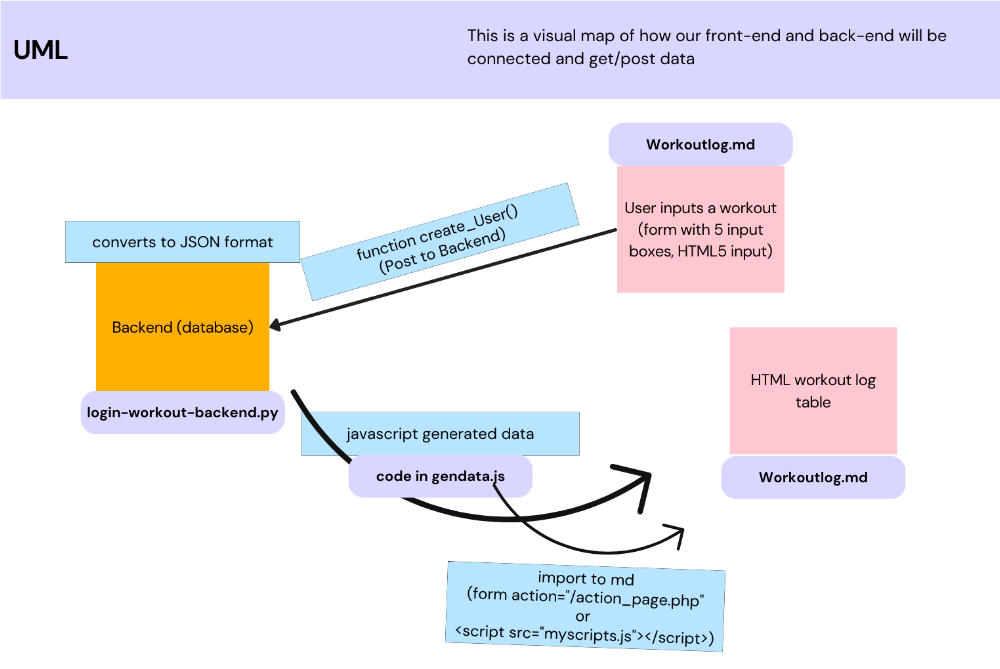 UML
This is a visual map of how our front-end and back-end will be
connected and get/post data
Workoutlog.md
User inputs a workout
(form with 5 input
boxes, HTML5 input)
function create_User()
(Post to Backend)
converts to JSON format
Backend (database)
login-workout-backend.py
javascript generated data
code in gendata.js
HTML workout log
table
Workoutlog.md
import to md
(form action="/action_page.php"
or
<script src="myscripts.js"></script>)